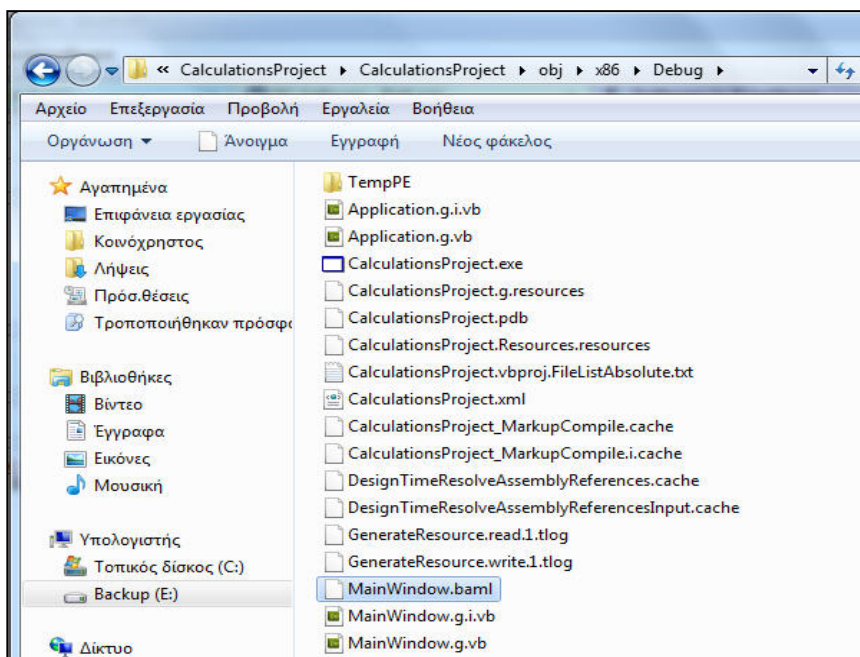 « CalculationsProject ▸ CalculationsProject ▸ obj ▸ x86 ▸ Debug ▸
Αρχείο Επεξεργασία Προβολή Εργαλεία Βοήθεια
Οργάνωση Άνοιγμα Εγγραφή Νέος φάκελος
Αγαπημένα
Επιφάνεια εργασίας
Κοινόχρηστος
Λήψεις
Πρόσ.θέσεις
Τροποποιήθηκαν πρόσφα
Βιβλιοθήκες
Βίντεο
Έγγραφα
Εικόνες
Μουσική
Υπολογιστής
Τοπικός δίσκος (C:)
Backup (E:)
Δίκτυο
TempPE
Application.g.i.vb
Application.g.vb
CalculationsProject.exe
CalculationsProject.g.resources
CalculationsProject.pdb
CalculationsProject.Resources.resources
CalculationsProject.vbproj.FileListAbsolute.txt
CalculationsProject.xml
CalculationsProject_MarkupCompile.cache
CalculationsProject_MarkupCompile.i.cache
DesignTimeResolveAssemblyReferences.cache
DesignTimeResolveAssemblyReferencesInput.cache
GenerateResource.read.1.tlog
GenerateResource.write.1.tlog
MainWindow.baml
MainWindow.g.i.vb
MainWindow.g.vb